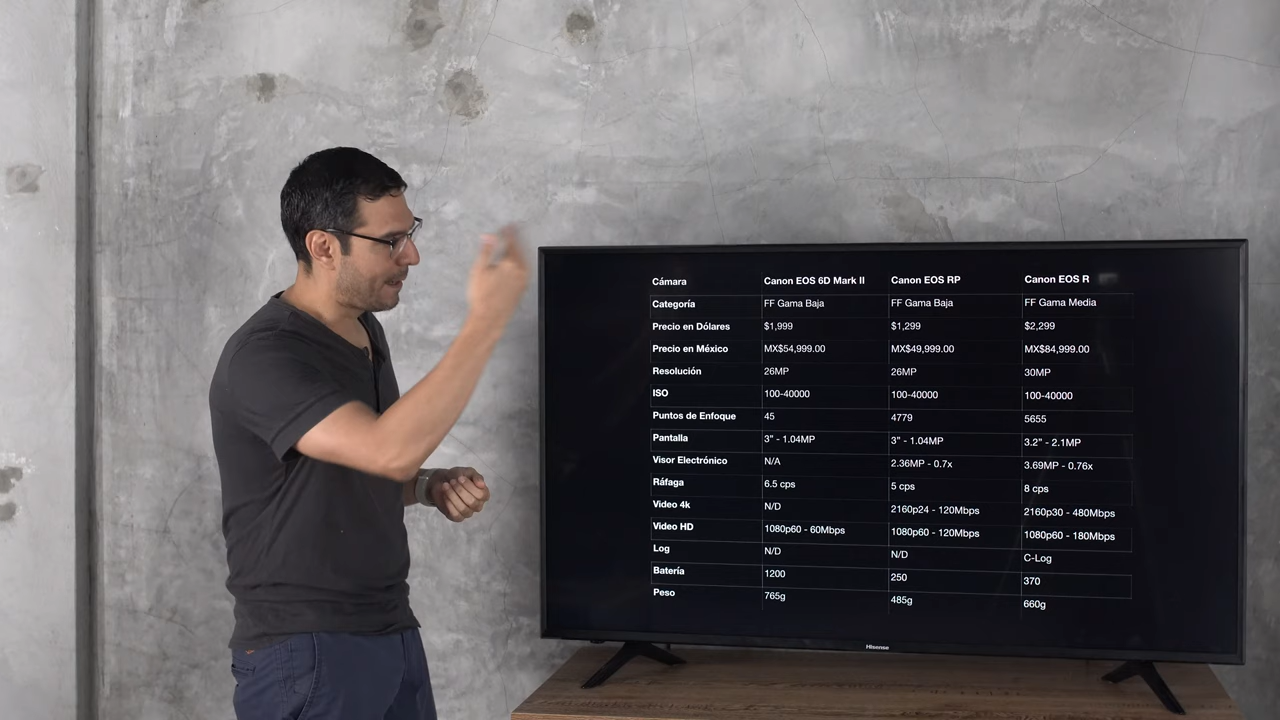 Cámara Canon EOS 6D Mark II Canon EOS RP Canon EOS R
Categoría FF Gama Baja FF Gama Baja FF Gama Media
Precio en Dólares $1,999 $1,299 $2,299
Precio en México MX$54,999.00 MX$49,999.00 MX$84,999.00
Resolución 26MP 26MP 30MP
ISO 100-40000 100-40000 100-40000
Puntos de Enfoque 45 4779 5655
Pantalla 3" - 1.04MP 3" - 1.04MP 3.2" - 2.1MP
Visor Electrónico N/A 2.36MP - 0.7x 3.69MP - 0.76x
Ráfaga 6.5 cps 5 cps 8 cps
Video 4k N/D 2160p24 - 120Mbps 2160p30 - 480Mbps
Video HD 1080p60 - 60Mbps 1080p60 - 120Mbps 1080p60 - 180Mbps
Log N/D N/D C-Log
Batería 1200 250 370
Peso 765g 485g 660g
Hisense